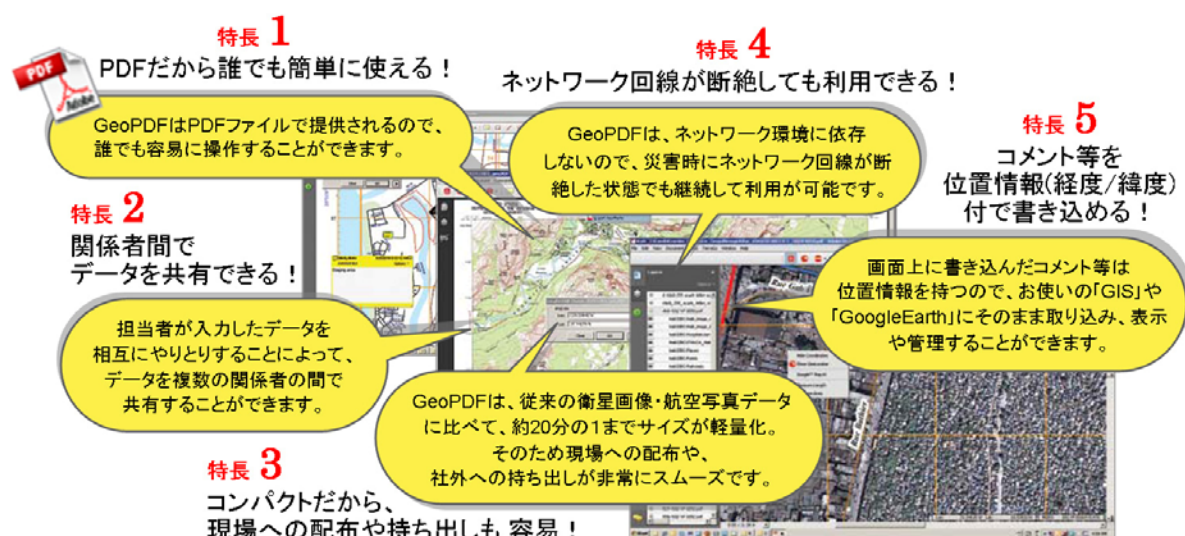 特長 1
PDFだから誰でも簡単に使える！
PDF
Adobe
GeoPDFはPDFファイルで提供されるので、
誰でも容易に操作することができます。
特長 2
関係者間で
データを共有できる！
担当者が入力したデータを
相互にやりとりすることによって、
データを複数の関係者の間で
共有することができます。
特長 3
コンパクトだから、
現場への配布や持ち出しも 容易！
GeoPDFは、従来の衛星画像・航空写真データ
に比べて、約20分の1までサイズが軽量化。
そのため現場への配布や、
社外への持ち出しが非常にスムーズです。
特長 4
ネットワーク回線が断絶しても利用できる！
GeoPDFは、ネットワーク環境に依存
しないので、災害時にネットワーク回線が断
絶した状態でも継続して利用が可能です。
特長 5
コメント等を
位置情報(経度/緯度)
付で書き込める！
画面上に書き込んだコメント等は
位置情報を持つので、お使いの「GIS」や
「GoogleEarth」にそのまま取り込み、表示
や管理することができます。